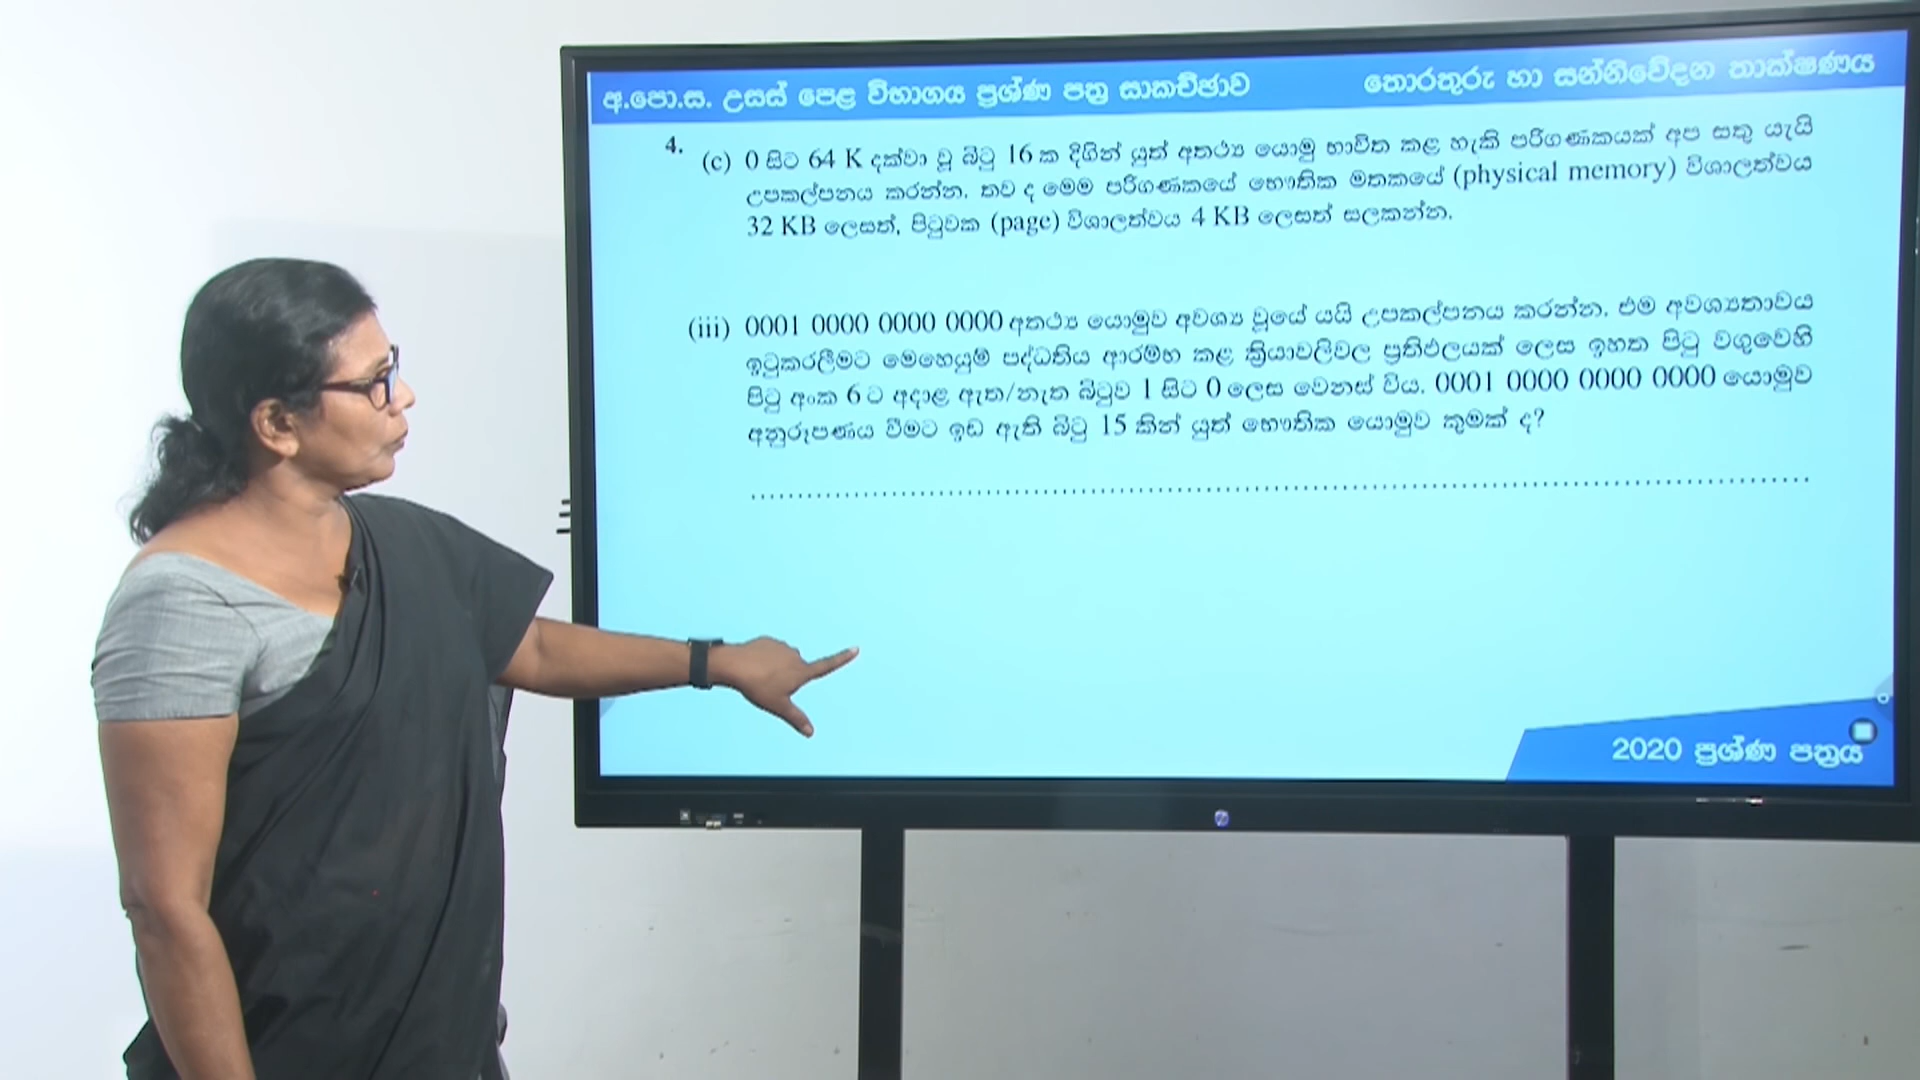 අ.පො.ස. උසස් පෙළ විභාගය ප්‍රශ්ණ පත්‍ර සාකච්ඡාව
තොරතුරු හා සන්නිවේදන තාක්ෂණය
4.
(c) 0 සිට 64 K දක්වා වූ බිටු 16 ක දිගින් යුත් අතථ්‍ය යොමු භාවිත කළ හැකි පරිගණකයක් අප සතු යැයි
උපකල්පනය කරන්න. තව ද මෙම පරිගණකයේ භෞතික මතකයේ (physical memory) විශාලත්වය
32 KB ලෙසත්, පිටුවක (page) විශාලත්වය 4 KB ලෙසත් සලකන්න.
(iii) 0001 0000 0000 0000 අතථ්‍ය යොමුව අවශ්‍ය වූයේ යයි උපකල්පනය කරන්න. එම අවශ්‍යතාවය
ඉටුකරලීමට මෙහෙයුම් පද්ධතිය ආරම්භ කළ ක්‍රියාවලිවල ප්‍රතිඵලයක් ලෙස ඉහත පිටු වගුවෙහි
පිටු අංක 6 ට අදාළ ඇත/නැත බිටුව 1 සිට 0 ලෙස වෙනස් විය. 0001 0000 0000 0000 යොමුව
අනුරූපණය වීමට ඉඩ ඇති බිටු 15 කින් යුත් භෞතික යොමුව කුමක් ද?
2020 ප්‍රශ්ණ පත්‍රය